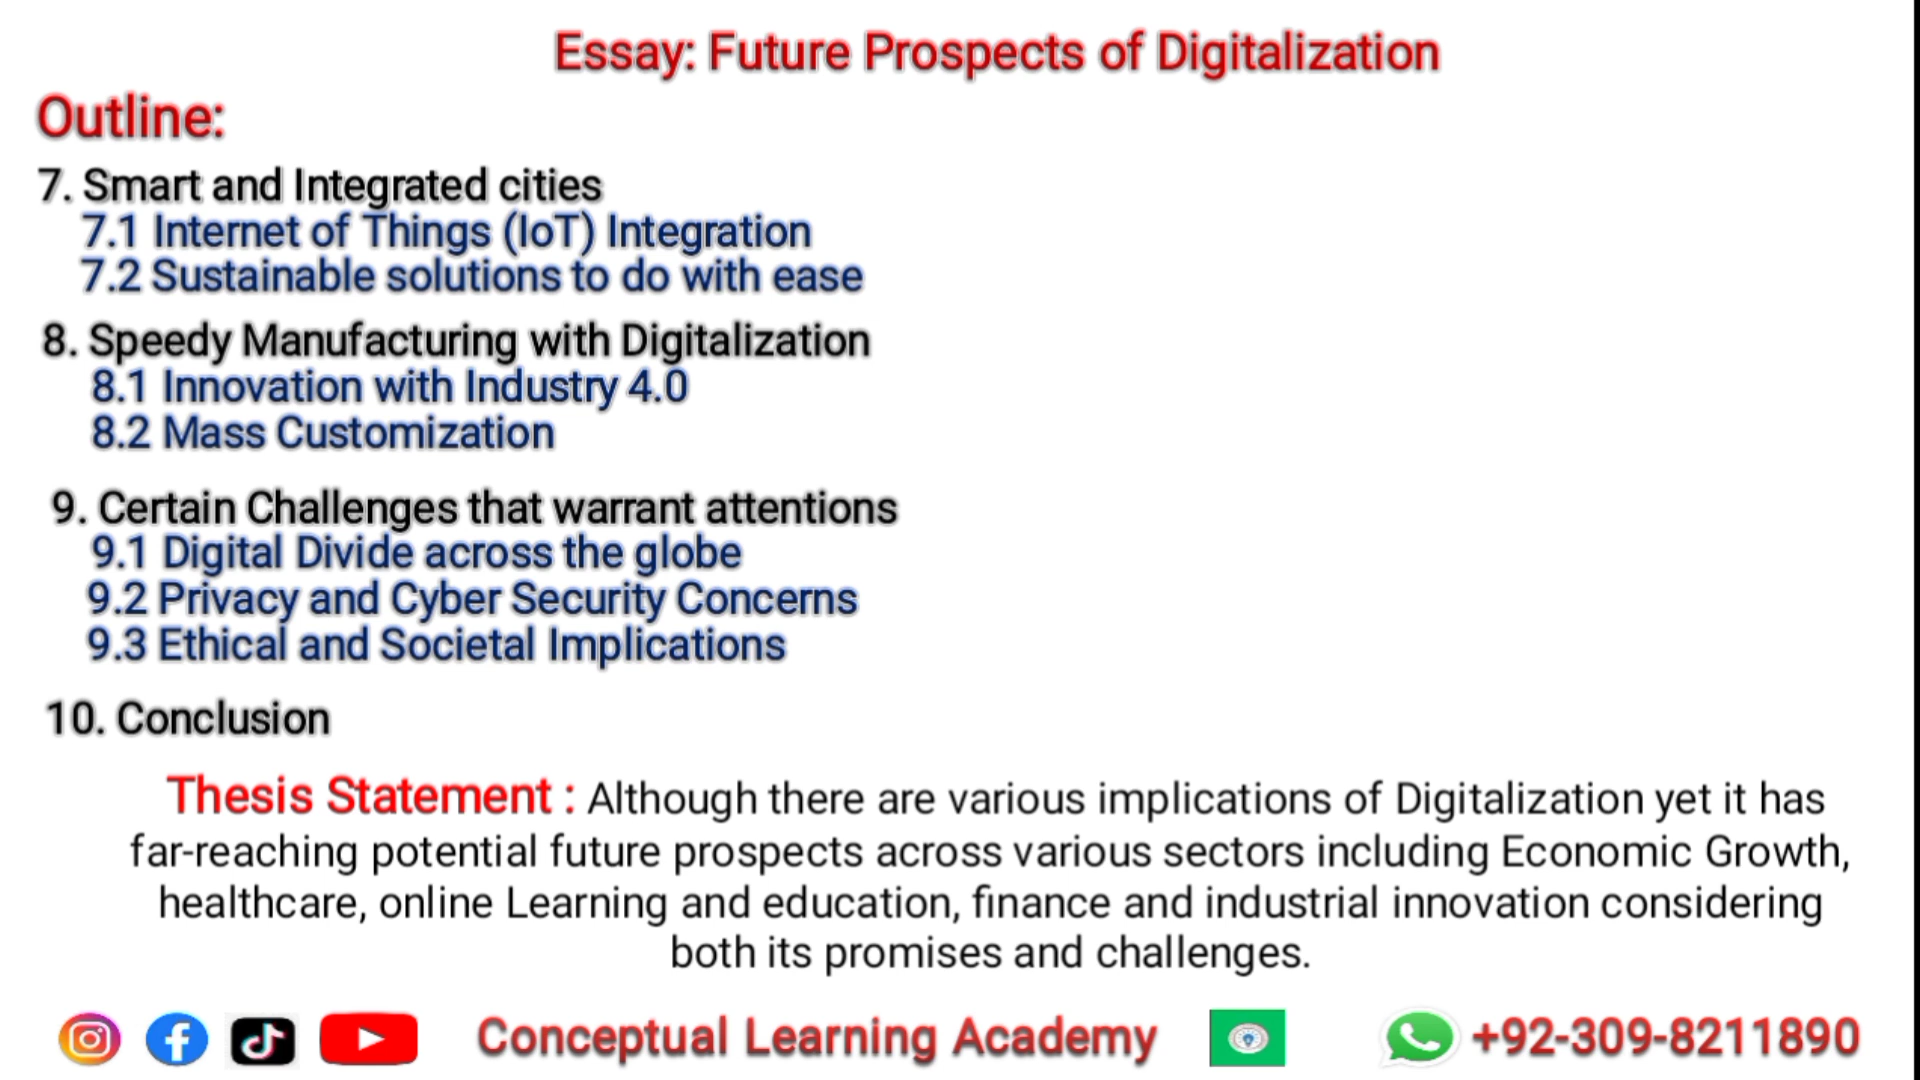 Essay: Future Prospects of Digitalization
Outline:
7. Smart and Integrated cities
7.1 Internet of Things (IoT) Integration
7.2 Sustainable solutions to do with ease
8. Speedy Manufacturing with Digitalization
8.1 Innovation with Industry 4.0
8.2 Mass Customization
9. Certain Challenges that warrant attentions
9.1 Digital Divide across the globe
9.2 Privacy and Cyber Security Concerns
9.3 Ethical and Societal Implications
10. Conclusion
Thesis Statement : Although there are various implications of Digitalization yet it has
far-reaching potential future prospects across various sectors including Economic Growth,
healthcare, online Learning and education, finance and industrial innovation considering
both its promises and challenges.
Conceptual Learning Academy +92-309-8211890